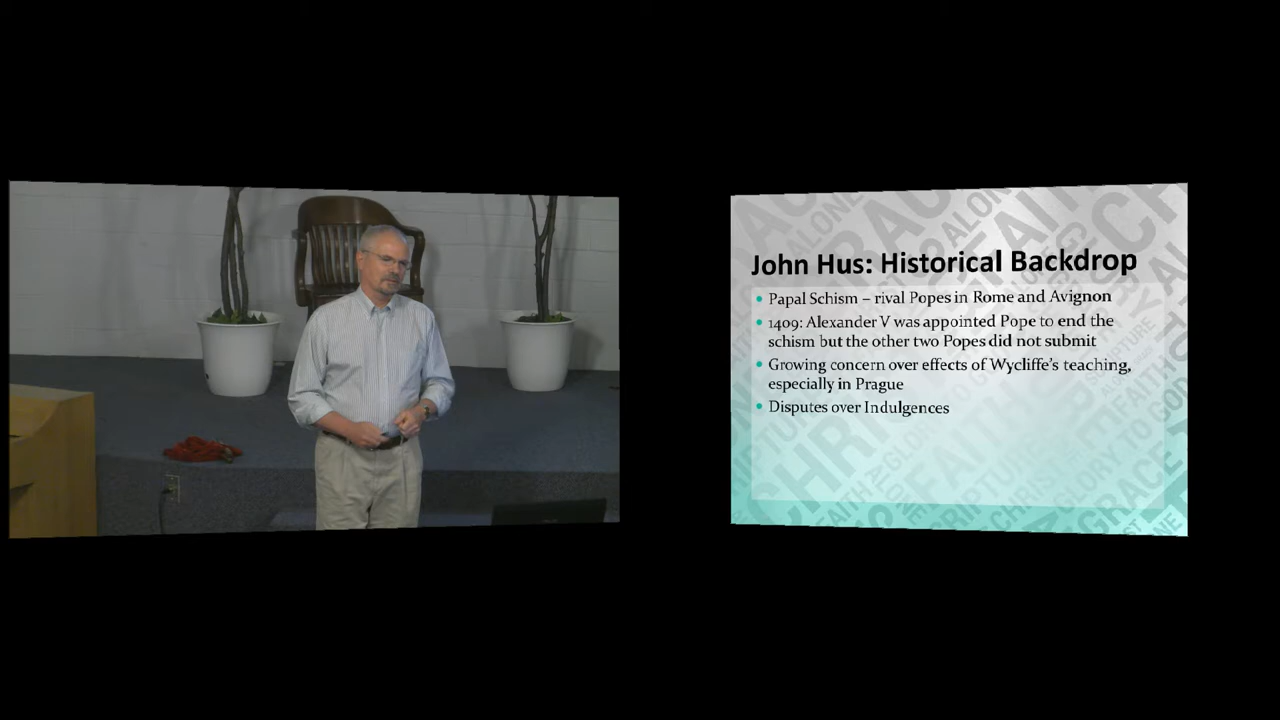 John Hus: Historical Backdrop
• Papal Schism – rival Popes in Rome and Avignon
• 1409: Alexander V was appointed Pope to end the
schism but the other two Popes did not submit
• Growing concern over effects of Wycliffe's teaching,
especially in Prague
• Disputes over Indulgences